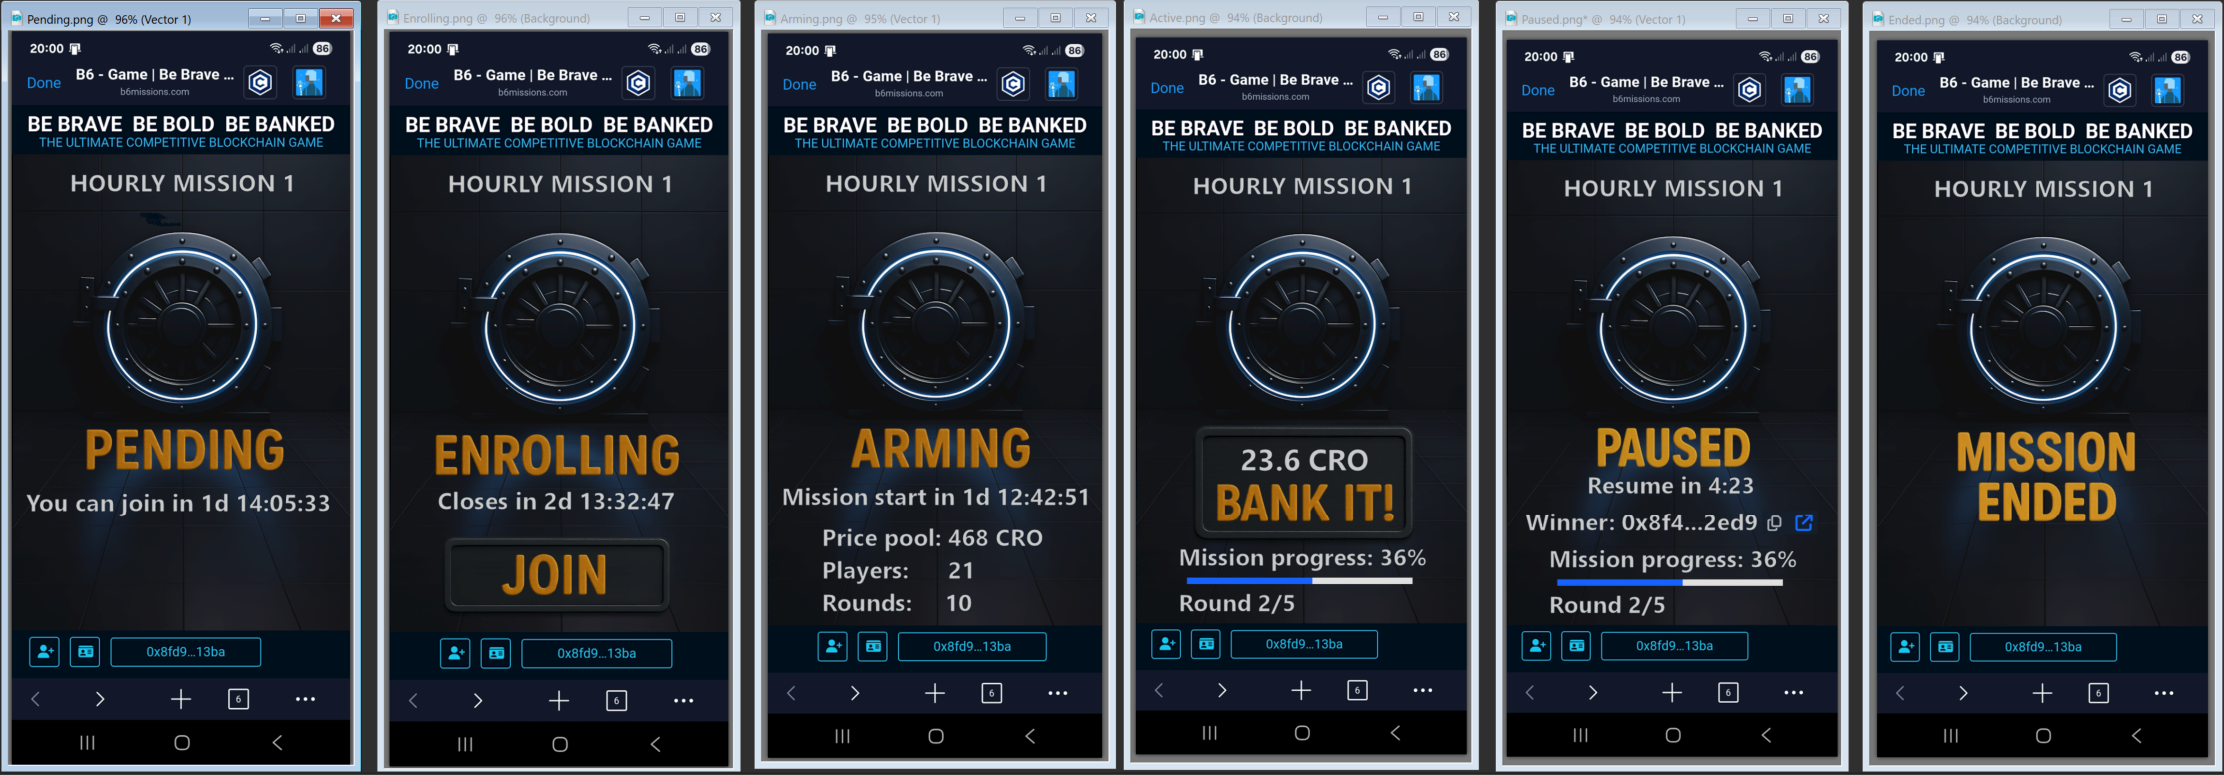 Pending.png @ 96% (Vector 1)
20:00 86
Done B6 - Game | Be Brave ...
b6missions.com
BE BRAVE BE BOLD BE BANKED
THE ULTIMATE COMPETITIVE BLOCKCHAIN GAME
HOURLY MISSION 1
PENDING
You can join in 1d 14:05:33
0x8fd9...13ba
6
Enrolling.png @ 96% (Background)
20:00 86
Done B6 - Game | Be Brave ...
b6missions.com
BE BRAVE BE BOLD BE BANKED
THE ULTIMATE COMPETITIVE BLOCKCHAIN GAME
HOURLY MISSION 1
ENROLLING
Closes in 2d 13:32:47
JOIN
0x8fd9...13ba
6
Arming.png @ 95% (Vector 1)
20:00 86
Done B6 - Game | Be Brave ...
b6missions.com
BE BRAVE BE BOLD BE BANKED
THE ULTIMATE COMPETITIVE BLOCKCHAIN GAME
HOURLY MISSION 1
ARMING
Mission start in 1d 12:42:51
Price pool: 468 CRO
Players: 21
Rounds: 10
0x8fd9...13ba
6
Active.png @ 94% (Background)
20:00 86
Done B6 - Game | Be Brave ...
b6missions.com
BE BRAVE BE BOLD BE BANKED
THE ULTIMATE COMPETITIVE BLOCKCHAIN GAME
HOURLY MISSION 1
23.6 CRO
BANK IT!
Mission progress: 36%
Round 2/5
0x8fd9...13ba
6
Paused.png* @ 94% (Vector 1)
20:00 86
Done B6 - Game | Be Brave ...
b6missions.com
BE BRAVE BE BOLD BE BANKED
THE ULTIMATE COMPETITIVE BLOCKCHAIN GAME
HOURLY MISSION 1
PAUSED
Resume in 4:23
Winner: 0x8f4...2ed9
Mission progress: 36%
Round 2/5
0x8fd9...13ba
6
Ended.png @ 94% (Background)
20:00 86
Done B6 - Game | Be Brave ...
b6missions.com
BE BRAVE BE BOLD BE BANKED
THE ULTIMATE COMPETITIVE BLOCKCHAIN GAME
HOURLY MISSION 1
MISSION
ENDED
0x8fd9...13ba
6